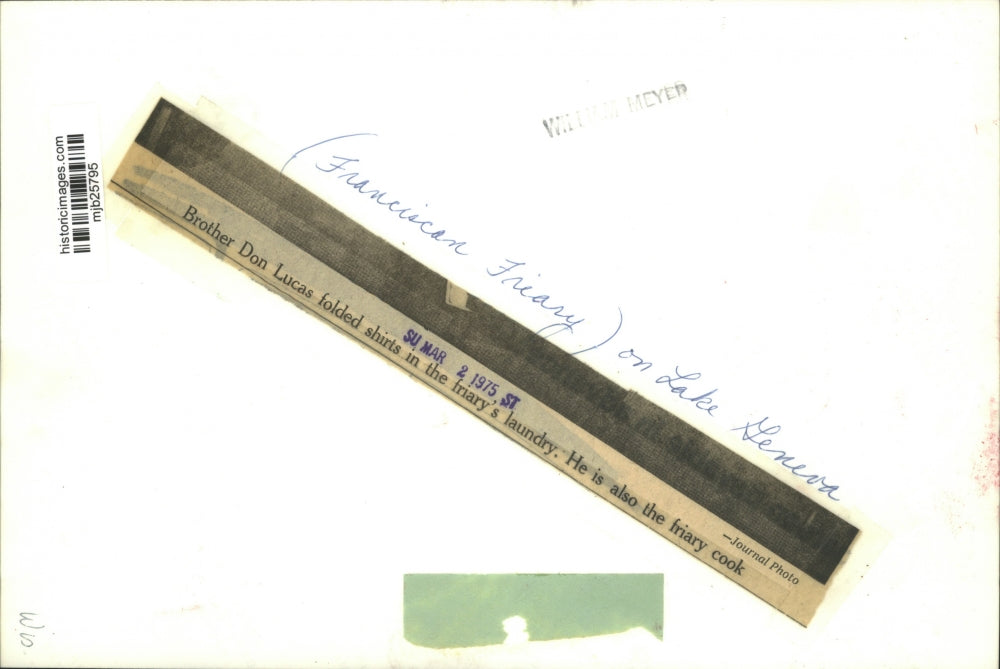 WILLIAM MEYER
historicimages.com
mjb25795
(Franciscan Friary) on Lake Geneva
SU MAR 2 1975 ST
Brother Don Lucas folded shirts in the friary's laundry. He is also the friary cook
—Journal Photo
Wis.